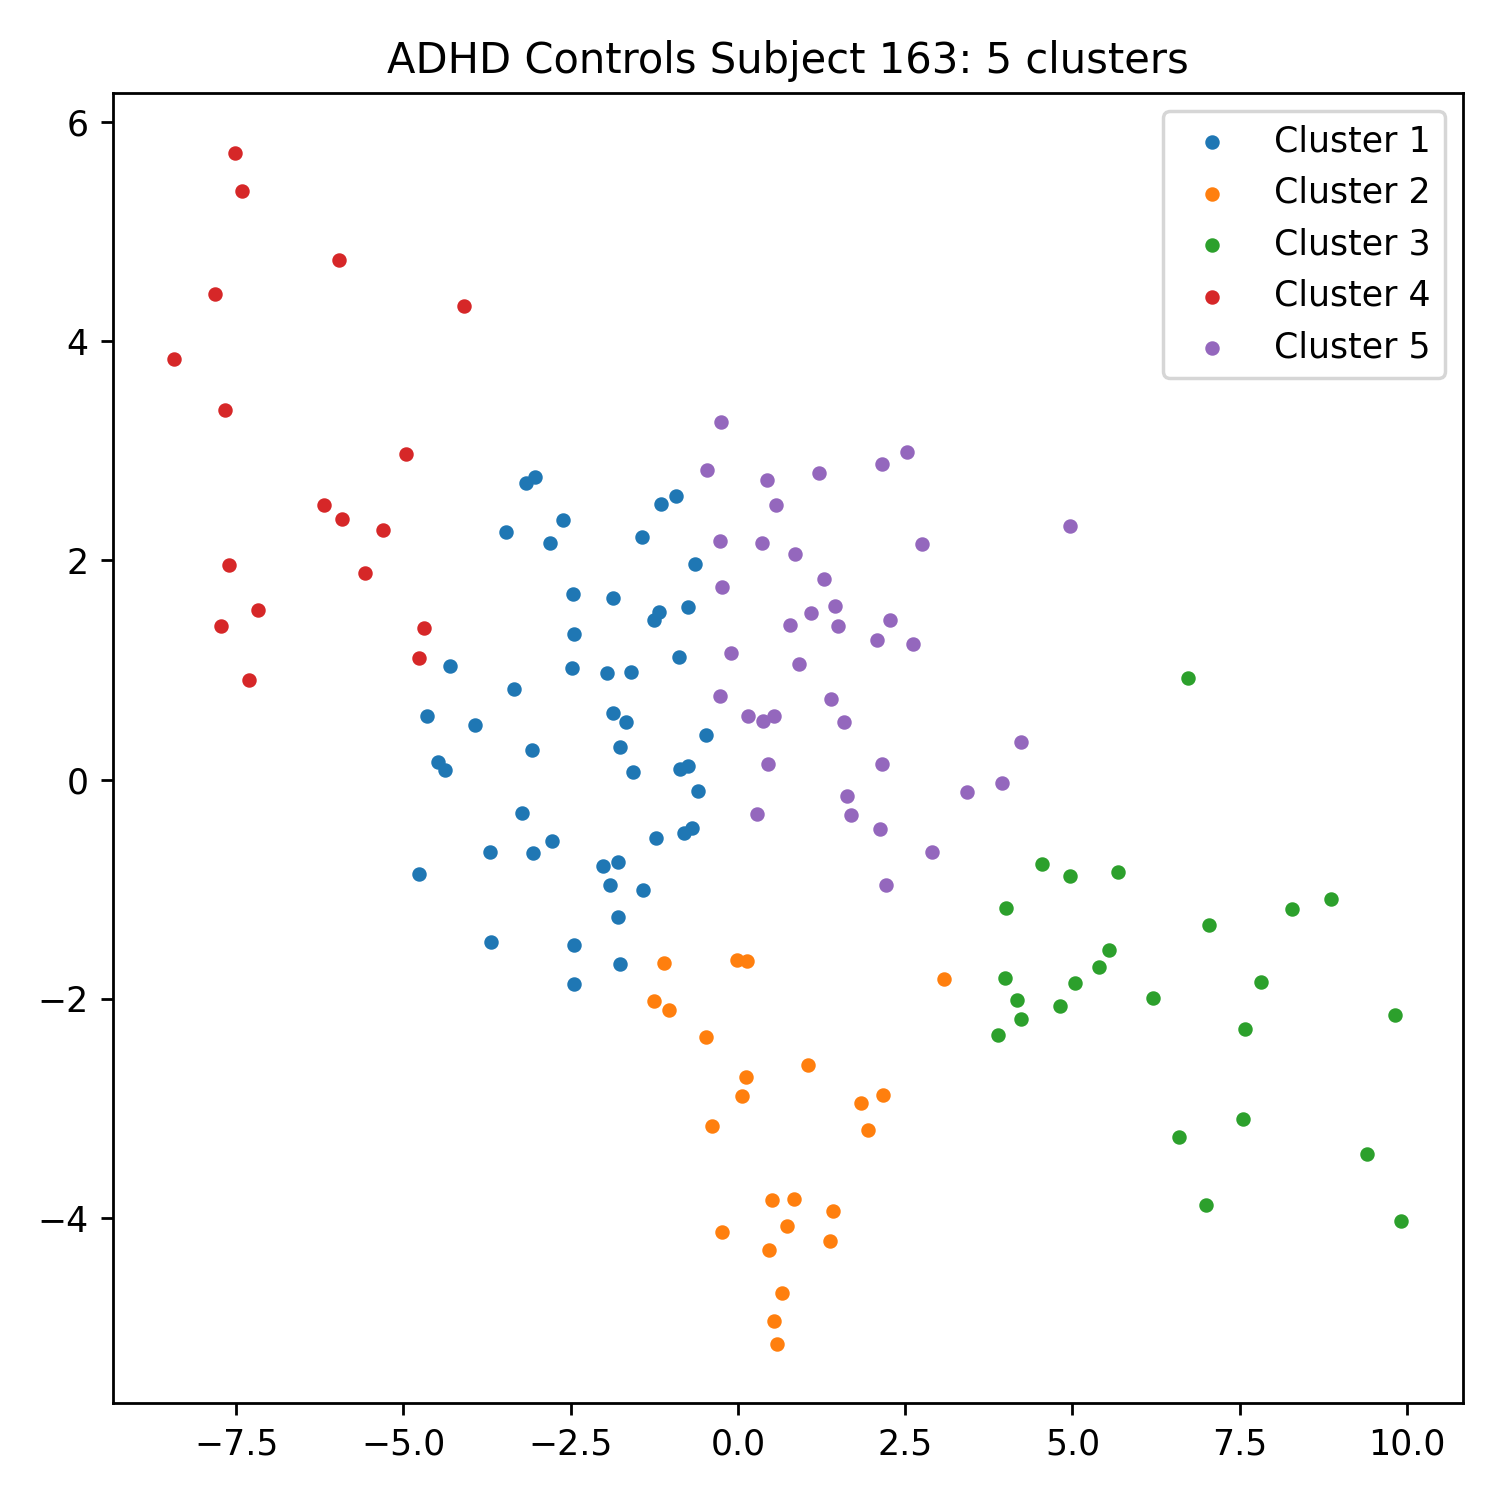 ADHD Controls Subject 163: 5 clusters
6
4
2
0
−2
−4
Cluster 1
Cluster 2
Cluster 3
Cluster 4
Cluster 5
−7.5 −5.0 −2.5 0.0 2.5 5.0 7.5 10.0